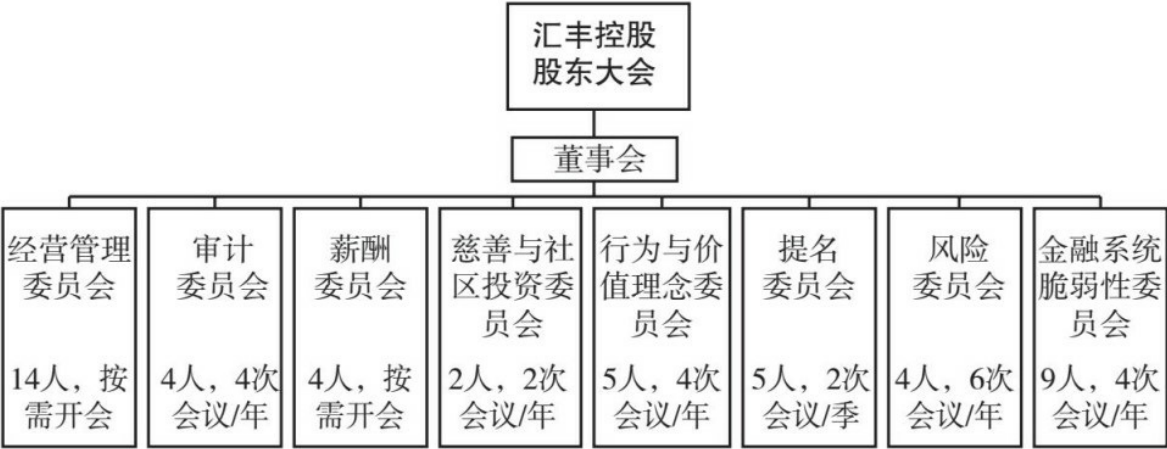 汇丰控股
股东大会
董事会
经营管理
委员会
14人，按
需开会
审计
委员会
4人，4次
会议/年
薪酬
委员会
4人，按
需开会
慈善与社
区投资委
员会
2人，2次
会议/年
行为与价
值理念委
员会
5人，4次
会议/年
提名
委员会
5人，2次
会议/季
风险
委员会
4人，6次
会议/年
金融系统
脆弱性委
员会
9人，4次
会议/年